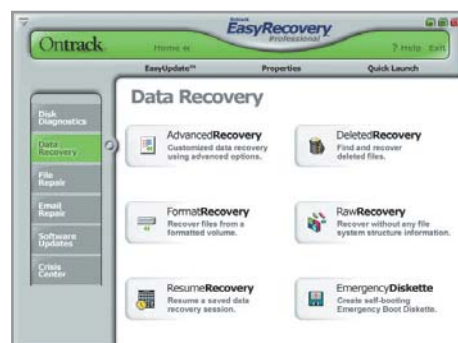 Ontrack
EasyRecovery
Professional
Ontrack
Home
? Help Exit
EasyUpdate™ Properties Quick Launch
Data Recovery
Disk
Diagnostics
Data
Recovery
File
Repair
Email
Repair
Software
Updates
Crisis
Center
AdvancedRecovery
Customized data recovery
using advanced options.
DeletedRecovery
Find and recover
deleted files.
FormatRecovery
Recover files from a
formatted volume.
RawRecovery
Recover without any file
system structure information.
ResumeRecovery
Resume a saved data
recovery session.
EmergencyDiskette
Create self-booting
Emergency Boot Diskette.